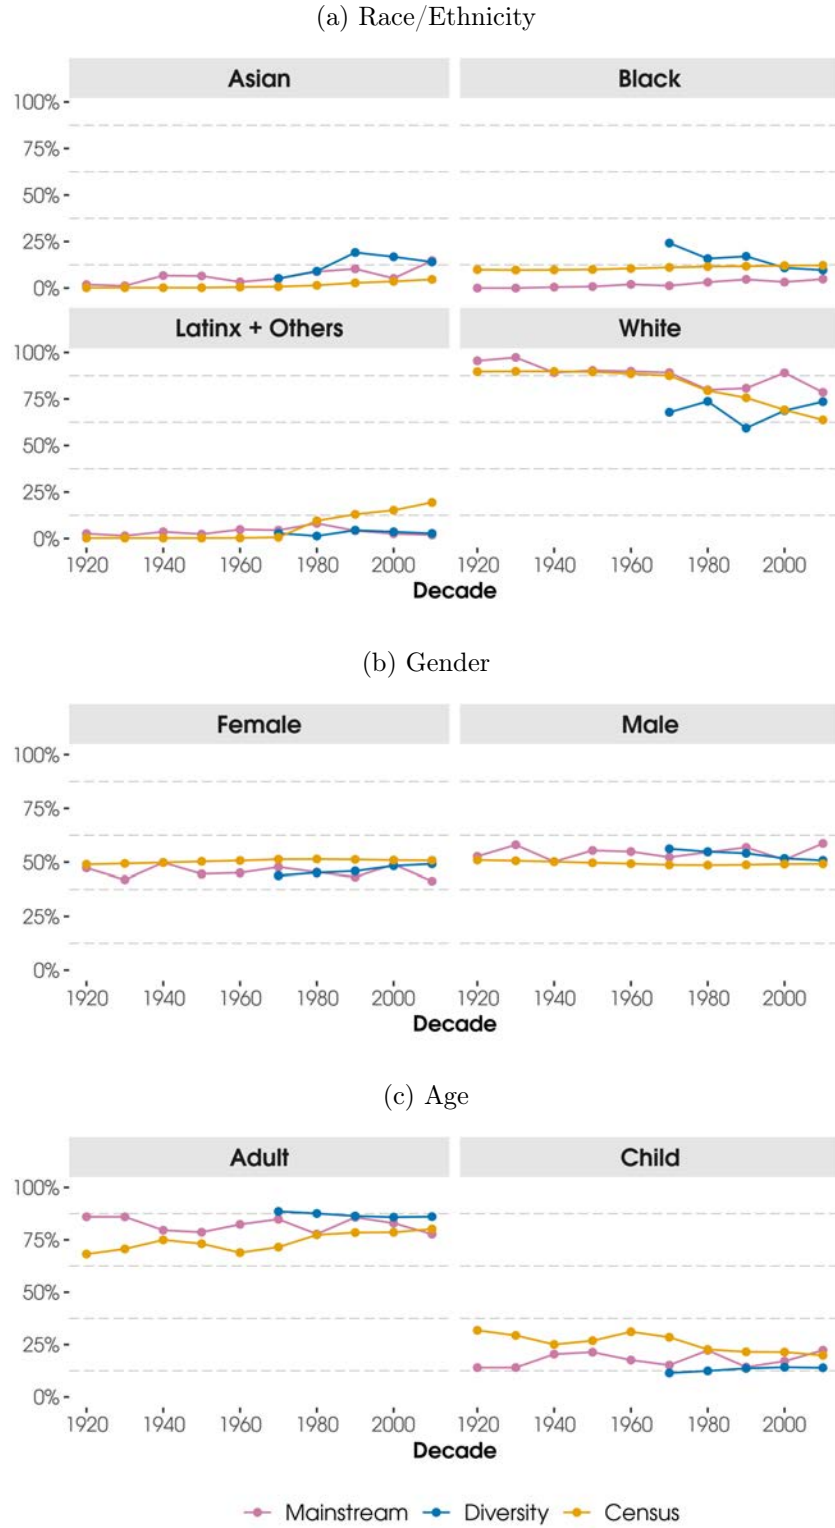 (a) Race/Ethnicity
Asian Black
100%
75%
50%
25%
0%
Latinx + Others White
100%
75%
50%
25%
0%
1920 1940 1960 1980 2000 1920 1940 1960 1980 2000
Decade
(b) Gender
Female Male
100%
75%
50%
25%
0%
1920 1940 1960 1980 2000 1920 1940 1960 1980 2000
Decade
(c) Age
Adult Child
100%
75%
50%
25%
0%
1920 1940 1960 1980 2000 1920 1940 1960 1980 2000
Decade
Mainstream Diversity Census